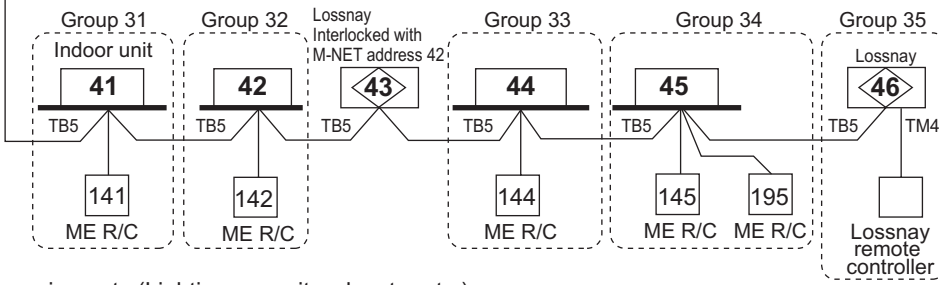 Group 31
Group 32
Lossnay
Interlocked with
M-NET address 42
Group 33
Group 34
Group 35
Indoor unit
Lossnay
41
42
43
44
45
46
TB5
TB5
TB5
TB5
TB5
TM4
141
142
144
145
195
ME R/C
ME R/C
ME R/C
ME R/C
ME R/C
Lossnay
remote
controller